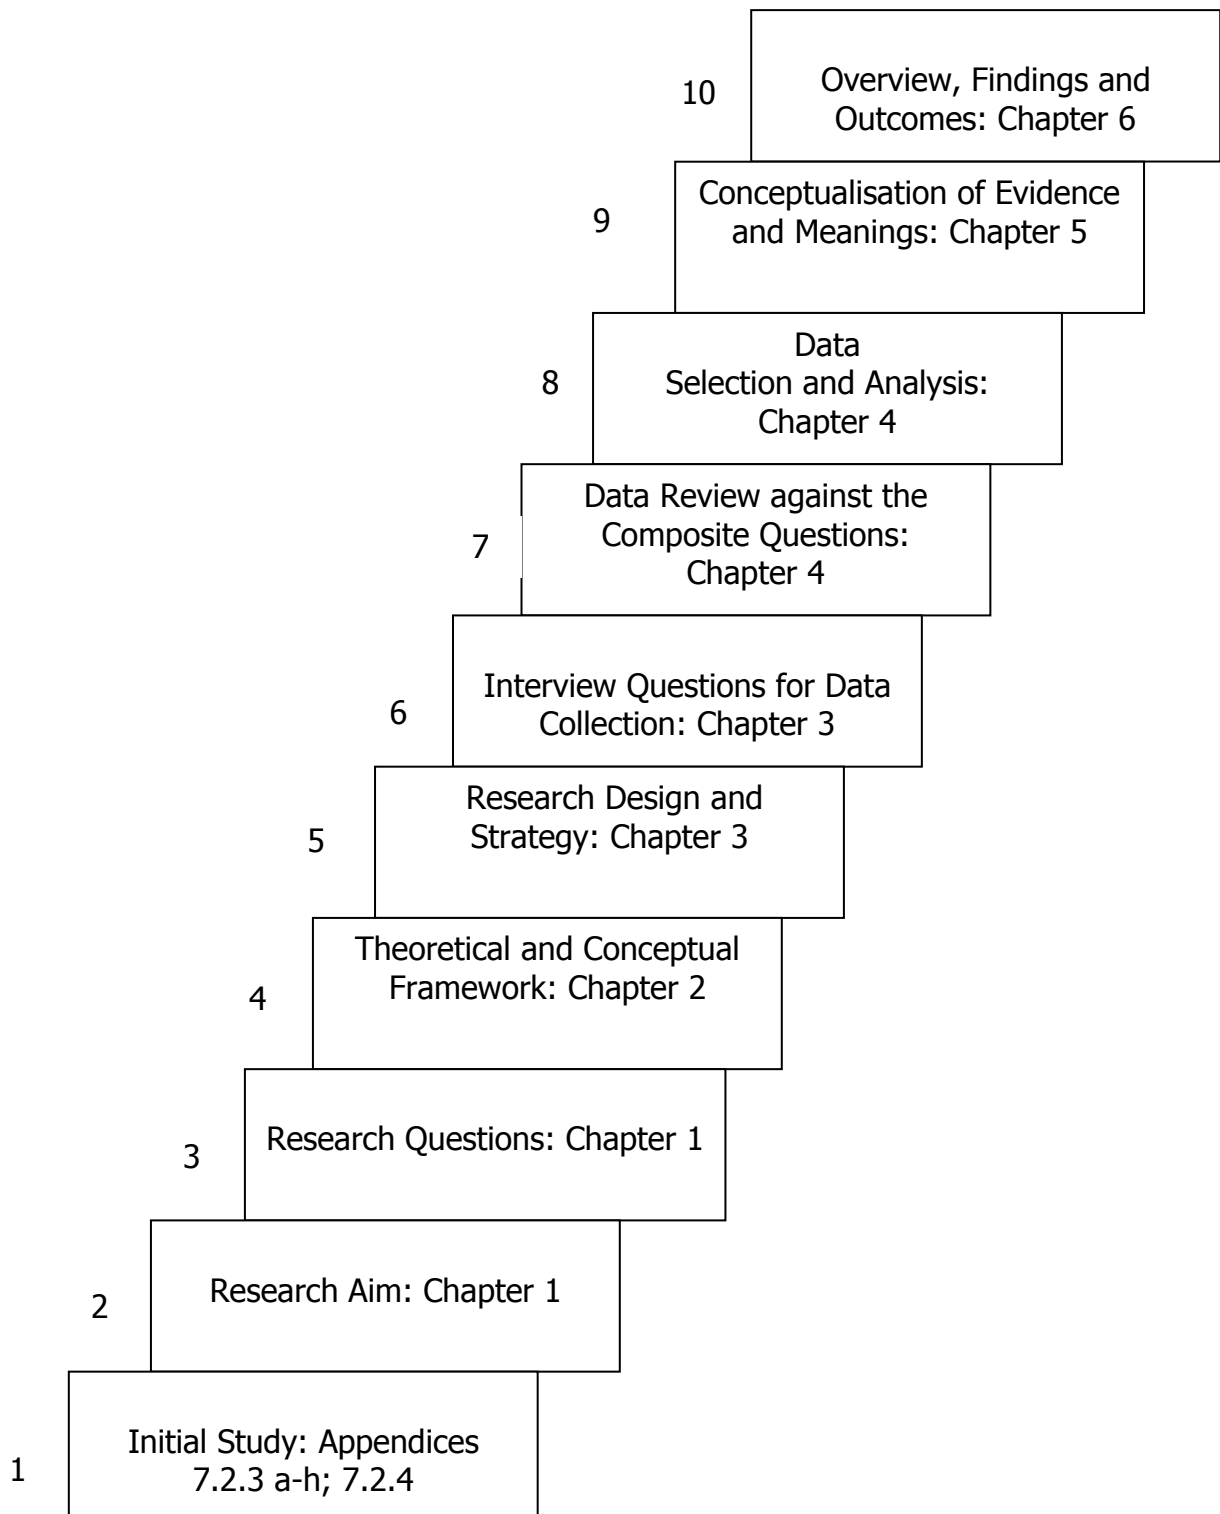 10
Overview, Findings and
Outcomes: Chapter 6
9
Conceptualisation of Evidence
and Meanings: Chapter 5
8
Data
Selection and Analysis:
Chapter 4
7
Data Review against the
Composite Questions:
Chapter 4
6
Interview Questions for Data
Collection: Chapter 3
5
Research Design and
Strategy: Chapter 3
4
Theoretical and Conceptual
Framework: Chapter 2
3
Research Questions: Chapter 1
2
Research Aim: Chapter 1
1
Initial Study: Appendices
7.2.3 a-h; 7.2.4